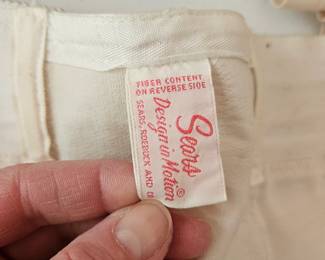 FIBER CONTENT
ON REVERSE SIDE
Sears
Design in Motion©
SEARS, ROEBUCK AND